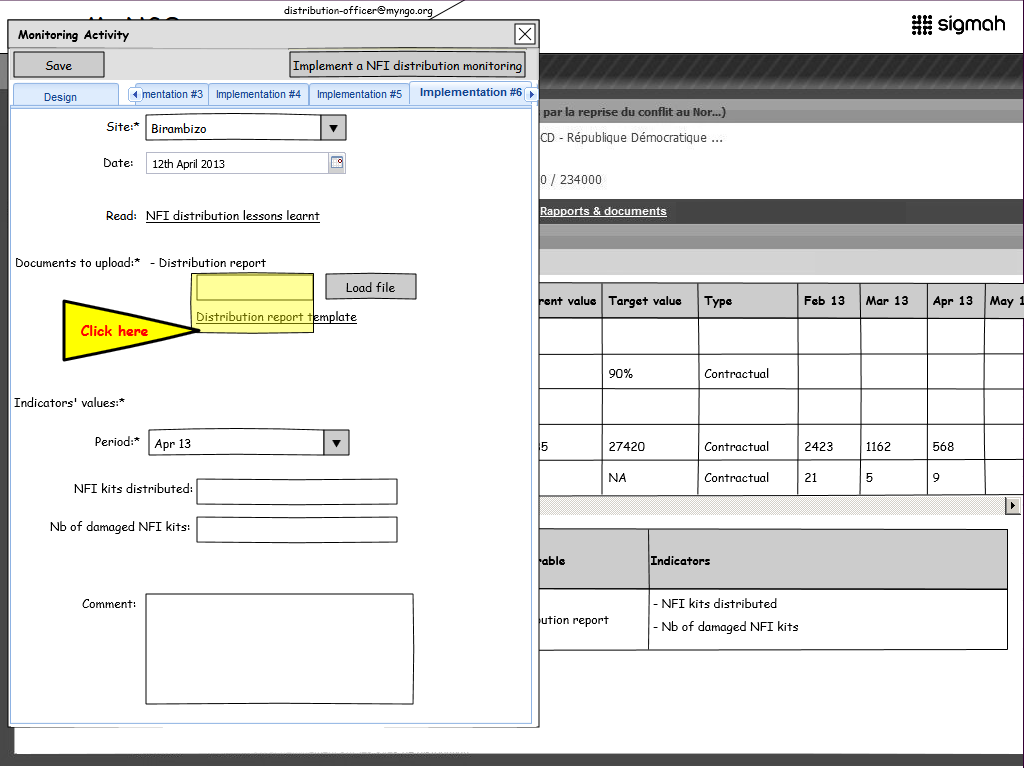 distribution-officer@myngo.org
sigmah
Monitoring Activity
Save
Implement a NFI distribution monitoring
Design
mentation #3
Implementation #4
Implementation #5
Implementation #6
par la reprise du conflit au Nor...)
Site:*
Birambizo
CD - République Démocratique ...
Date:
12th April 2013
0 / 234000
Read:
NFI distribution lessons learnt
Rapports & documents
Documents to upload:*
- Distribution report
Load file
Distribution report template
Click here
rent value
Target value
Type
Feb 13
Mar 13
Apr 13
May 1
90%
Contractual
5
27420
Contractual
2423
1162
568
NA
Contractual
21
5
9
Indicators' values:*
Period:*
Apr 13
NFI kits distributed:
Nb of damaged NFI kits:
rable
Indicators
ution report
- NFI kits distributed
- Nb of damaged NFI kits
Comment: